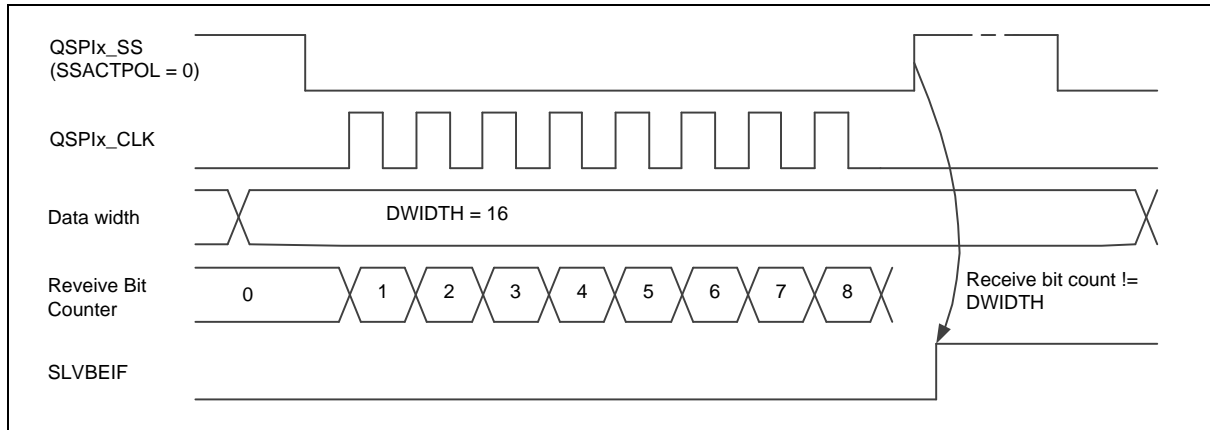 QSPIx_SS
(SSACTPOL = 0)
QSPIx_CLK
Data width
DWIDTH = 16
Reveive Bit
Counter
0
1
2
3
4
5
6
7
8
Receive bit count !=
DWIDTH
SLVBEIF